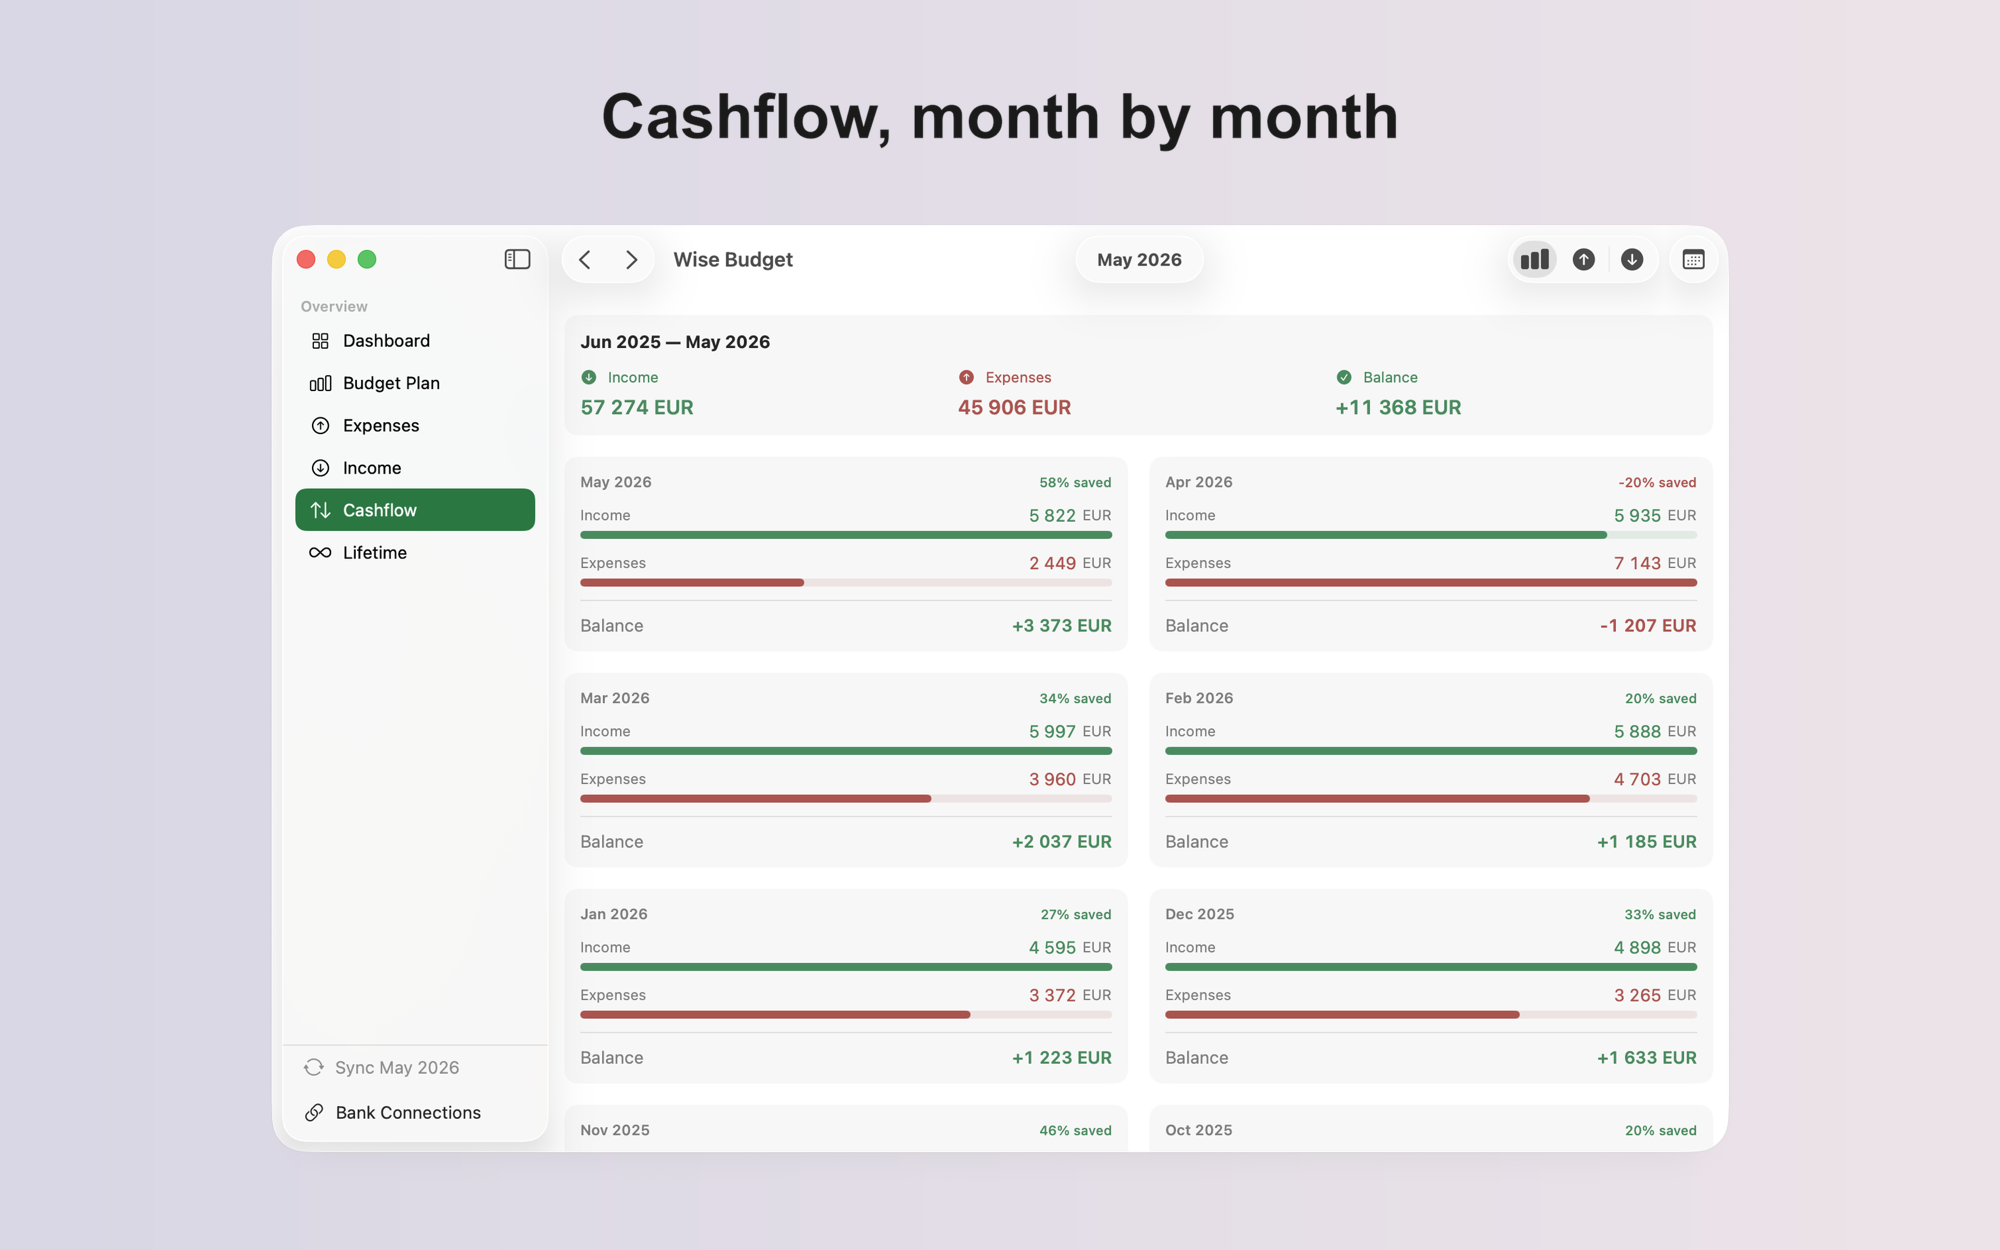 Cashflow, month by month
Wise Budget
May 2026
Overview
Dashboard
Budget Plan
Expenses
Income
Cashflow
Lifetime
Sync May 2026
Bank Connections
Jun 2025 — May 2026
Income
Expenses
Balance
57 274 EUR
45 906 EUR
+11 368 EUR
May 2026
58% saved
Income
5 822 EUR
Expenses
2 449 EUR
Balance
+3 373 EUR
Apr 2026
-20% saved
Income
5 935 EUR
Expenses
7 143 EUR
Balance
-1 207 EUR
Mar 2026
34% saved
Income
5 997 EUR
Expenses
3 960 EUR
Balance
+2 037 EUR
Feb 2026
20% saved
Income
5 888 EUR
Expenses
4 703 EUR
Balance
+1 185 EUR
Jan 2026
27% saved
Income
4 595 EUR
Expenses
3 372 EUR
Balance
+1 223 EUR
Dec 2025
33% saved
Income
4 898 EUR
Expenses
3 265 EUR
Balance
+1 633 EUR
Nov 2025
46% saved
Oct 2025
20% saved